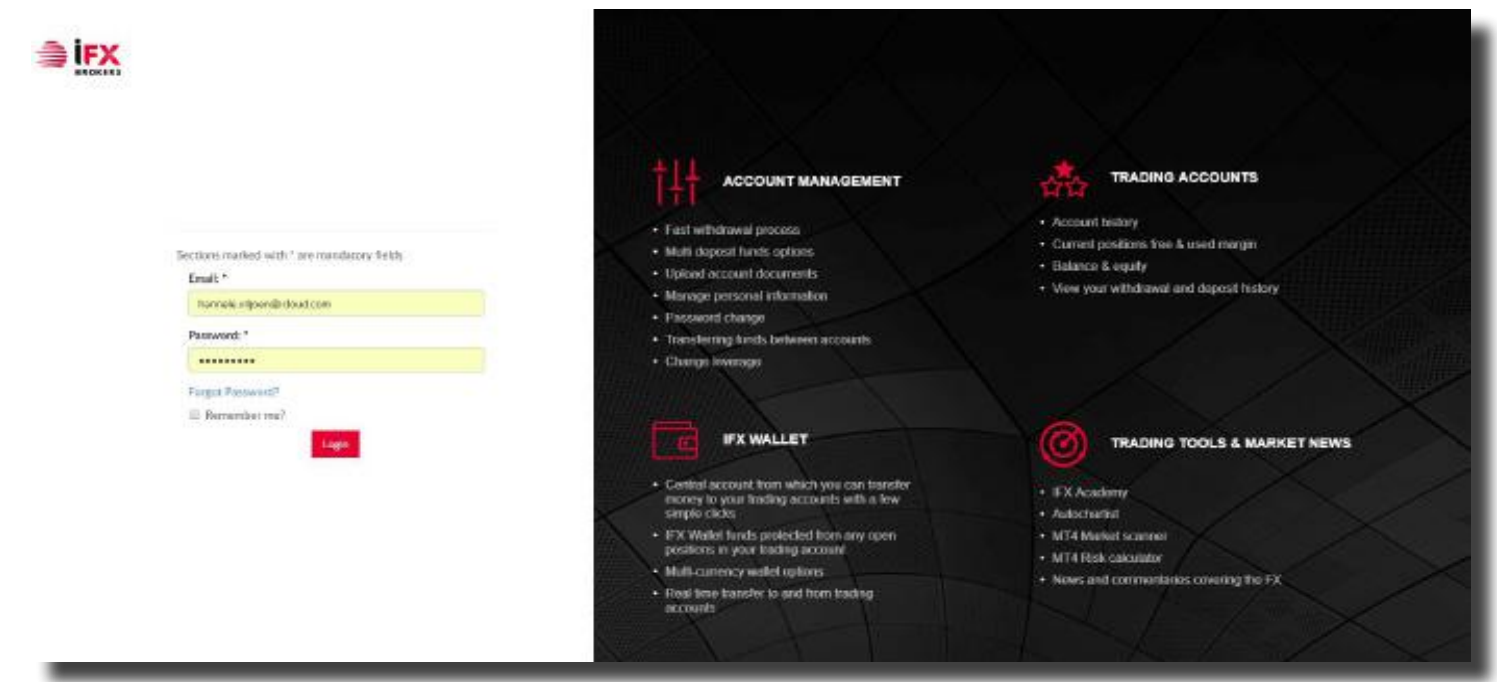 iFX
BROKERS
Sections marked with * are mandatory fields
Email: *
Password: *
•••••••••
Forgot Password?
Remember me?
Login
ACCOUNT MANAGEMENT
• Fast withdrawal process
• Multi deposit funds options
• Upload account documents
• Manage personal information
• Password change
• Transferring funds between accounts
• Change leverage
TRADING ACCOUNTS
• Account history
• Current positions free & used margin
• Balance & equity
• View your withdrawal and deposit history
IFX WALLET
• Central account from which you can transfer
money to your trading accounts with a few
simple clicks
• IFX Wallet funds protected from any open
positions in your trading account
• Multi-currency wallet options
• Real time transfer to and from trading
accounts
TRADING TOOLS & MARKET NEWS
• IFX Academy
• Autochartist
• MT4 Market scanner
• MT4 Risk calculator
• News and commentaries covering the FX